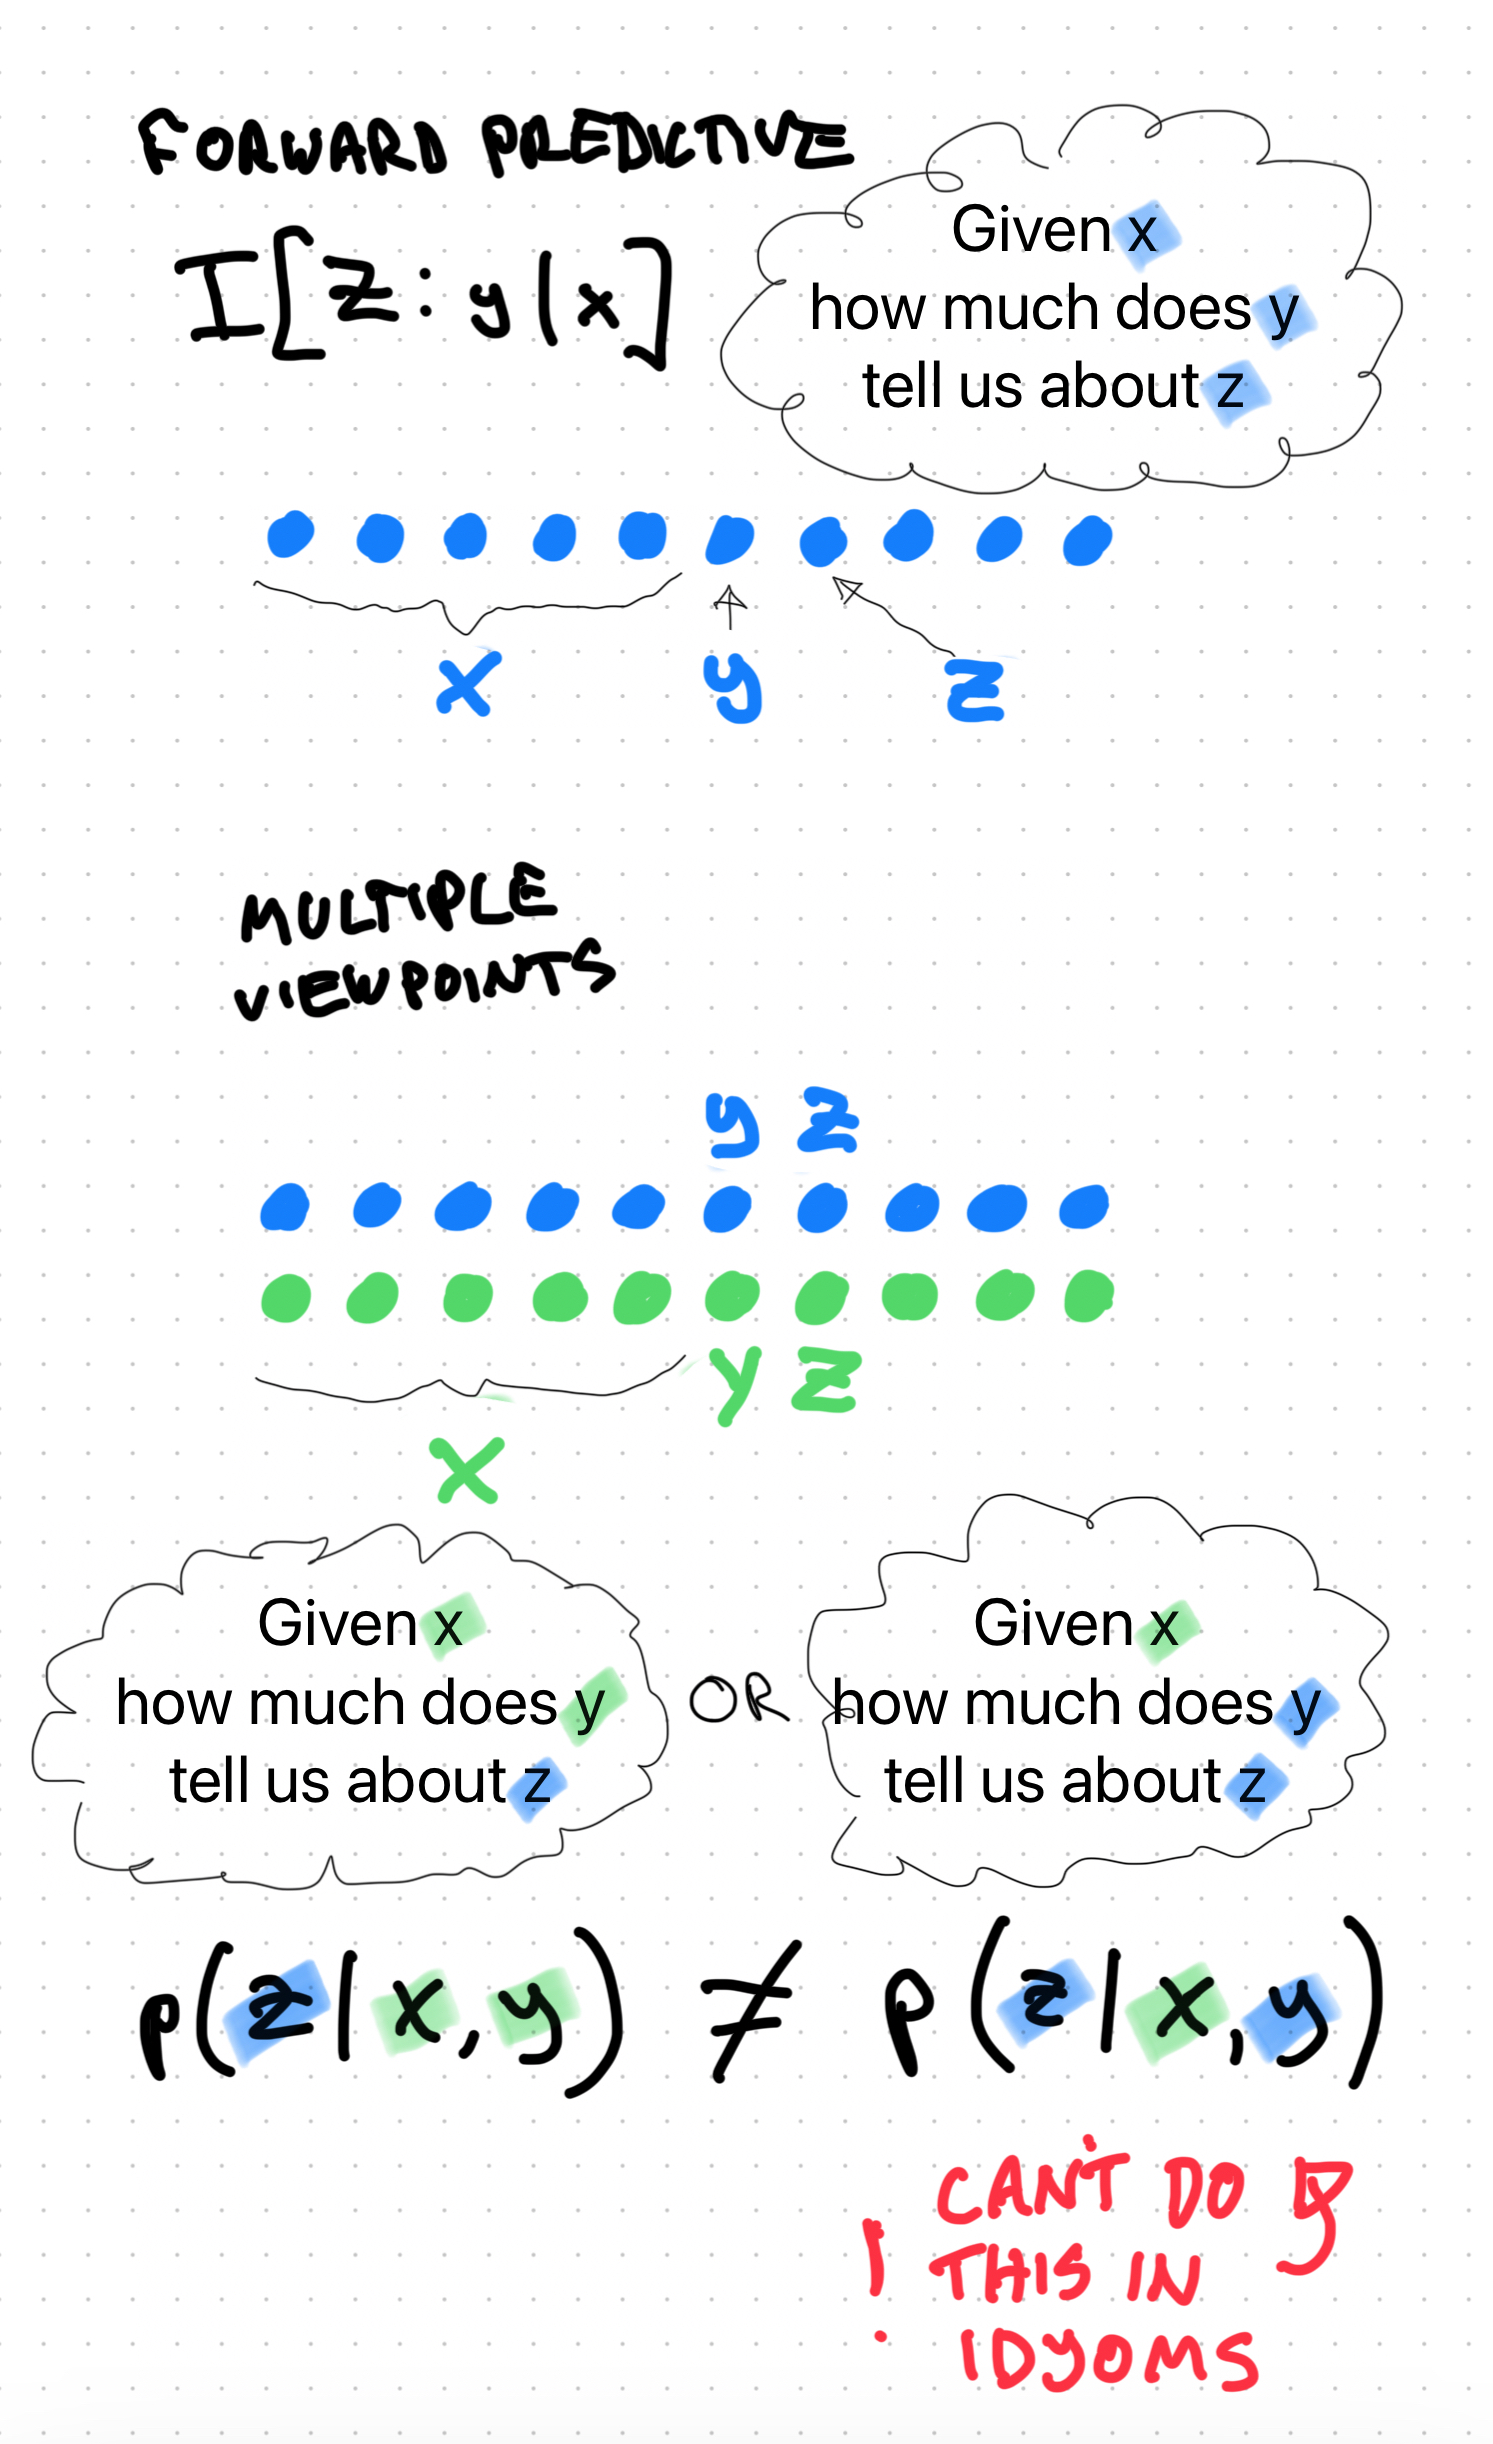 FORWARD PREDICTIVE
I[z : y | x]
Given x
how much does y
tell us about z
x y z
MULTIPLE
VIEWPOINTS
y z
y z
x
Given x
how much does y
tell us about z
OR
Given x
how much does y
tell us about z
p(z | x, y) ≠ p(z | x, y)
! CAN'T DO
THIS IN
IDYOMS